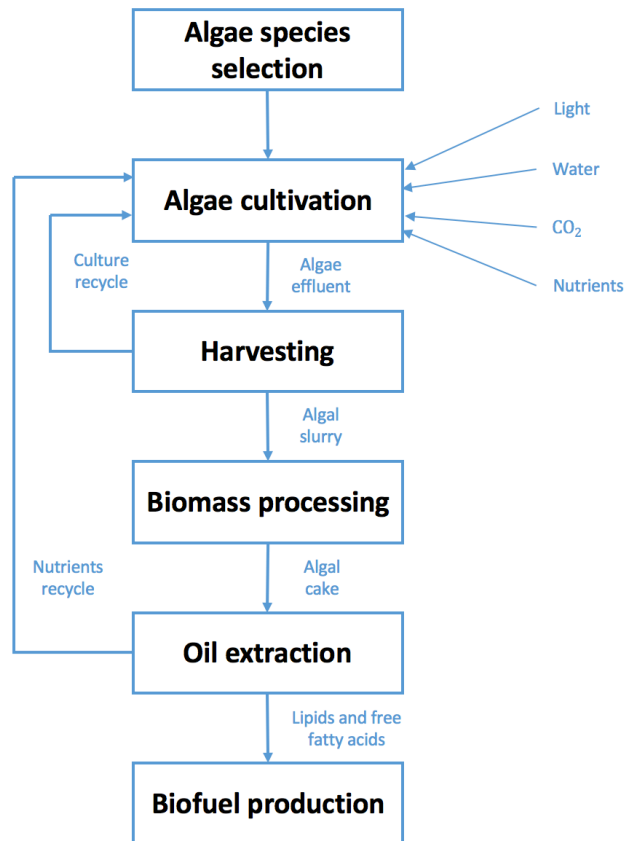 Algae species
selection
Light
Water
CO₂
Nutrients
Algae cultivation
Culture
recycle
Algae
effluent
Harvesting
Algal
slurry
Biomass processing
Nutrients
recycle
Algal
cake
Oil extraction
Lipids and free
fatty acids
Biofuel production